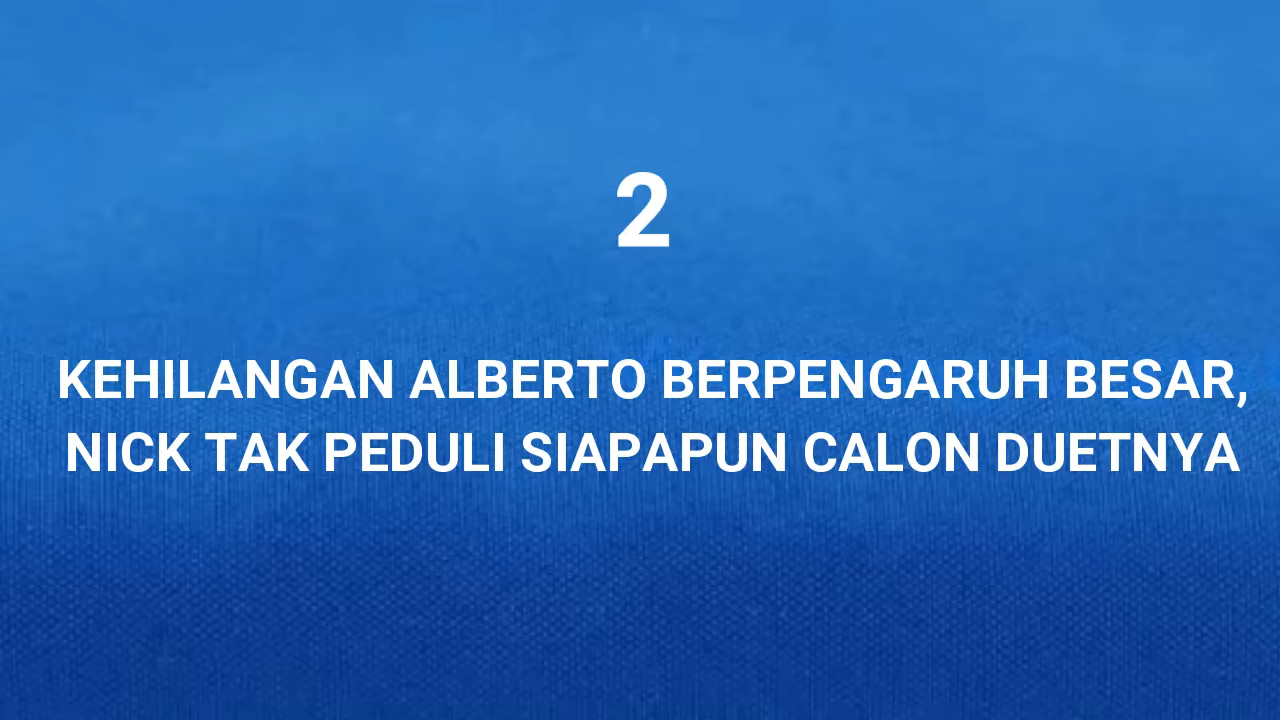 2
KEHILANGAN ALBERTO BERPENGARUH BESAR,
NICK TAK PEDULI SIAPAPUN CALON DUETNYA